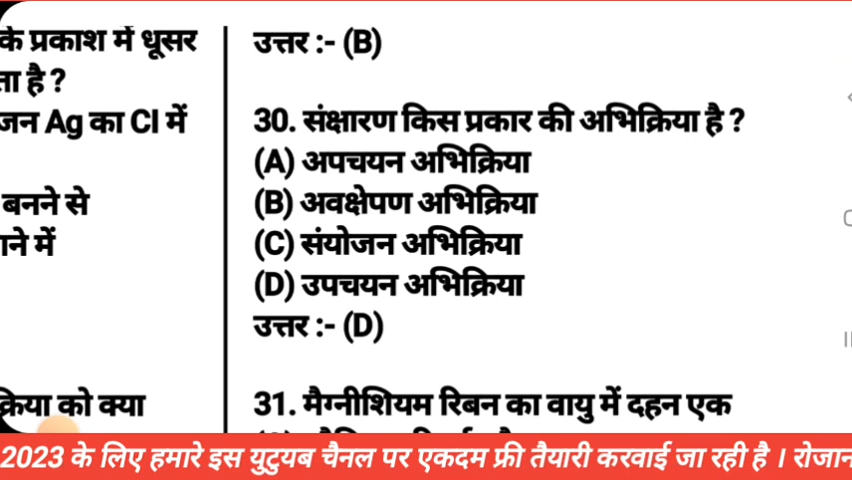 के प्रकाश में धूसर
ता है ?
जन Ag का Cl में
बनने से
ाने में
क्रिया को क्या
उत्तर :- (B)
30. संक्षारण किस प्रकार की अभिक्रिया है ?
(A) अपचयन अभिक्रिया
(B) अवक्षेपण अभिक्रिया
(C) संयोजन अभिक्रिया
(D) उपचयन अभिक्रिया
उत्तर :- (D)
31. मैग्नीशियम रिबन का वायु में दहन एक
2023 के लिए हमारे इस युटुयब चैनल पर एकदम फ्री तैयारी करवाई जा रही है । रोजान